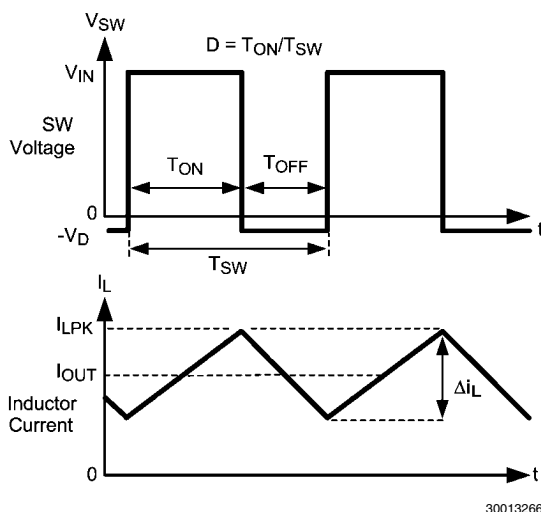 VSW
D = TON/TSW
VIN
SW
Voltage
TON
TOFF
0
t
-VD
TSW
IL
ILPK
IOUT
ΔiL
Inductor
Current
0
t
30013266